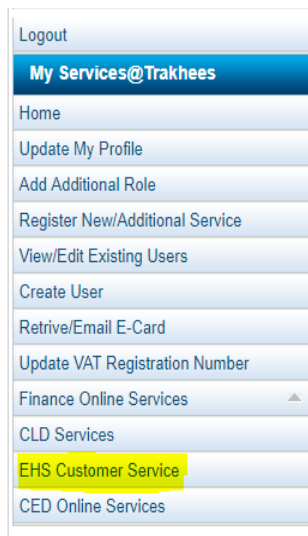 Logout
My Services@Trakhees
Home
Update My Profile
Add Additional Role
Register New/Additional Service
View/Edit Existing Users
Create User
Retrive/Email E-Card
Update VAT Registration Number
Finance Online Services
CLD Services
EHS Customer Service
CED Online Services